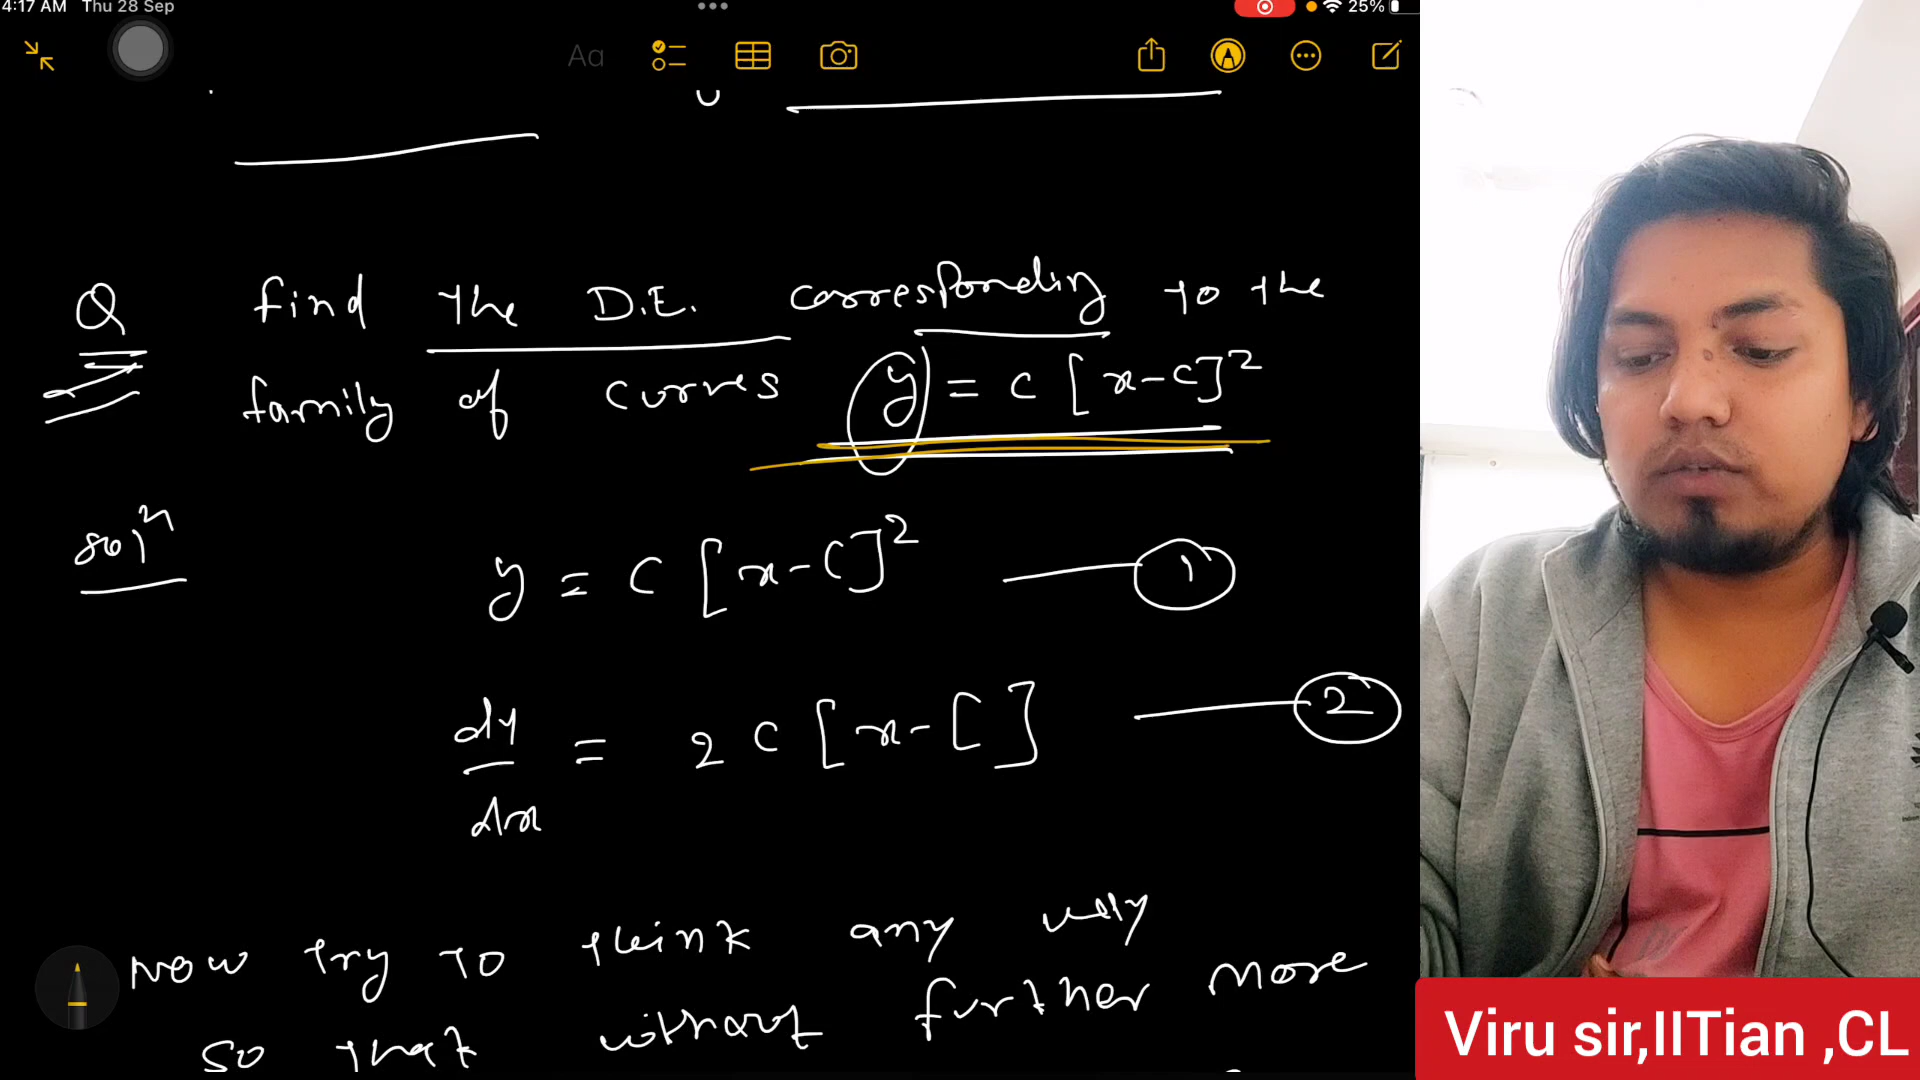 4:17 AM Thu 28 Sep
25%
Aa
Q find the D.E. corresponding to the
family of curves y = c [x-c]²
solⁿ y = c [x-c]² —— 1
dy/dx = 2 c [x-c] —— 2
Now try to think any way
so that without further more
Viru sir,IITian ,CL